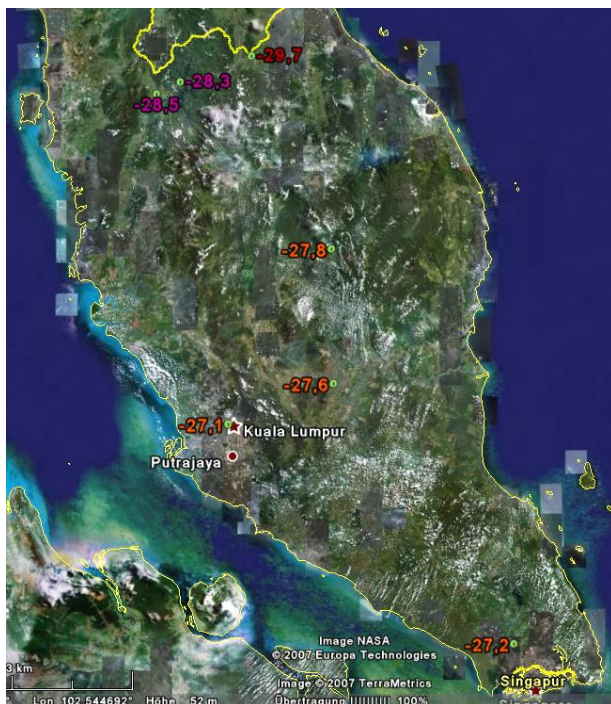 -29,7
-28,3
-28,5
-27,8
-27,6
-27,1
Kuala Lumpur
Putrajaya
Image NASA
© 2007 Europa Technologies
-27,2
3 km
Image © 2007 TerraMetrics
Singapur
Lon 102.544692° Höhe 52 m Übertragung |||||||||| 100%